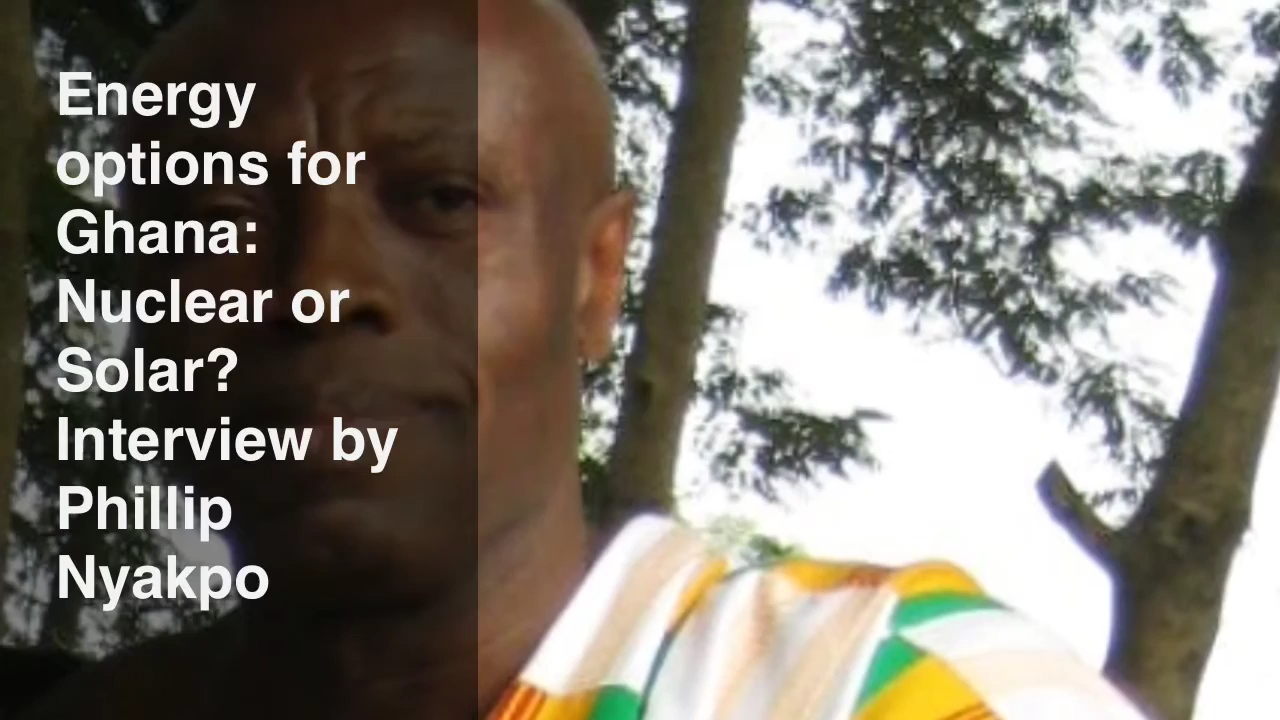 Energy
options for
Ghana:
Nuclear or
Solar?
Interview by
Phillip
Nyakpo